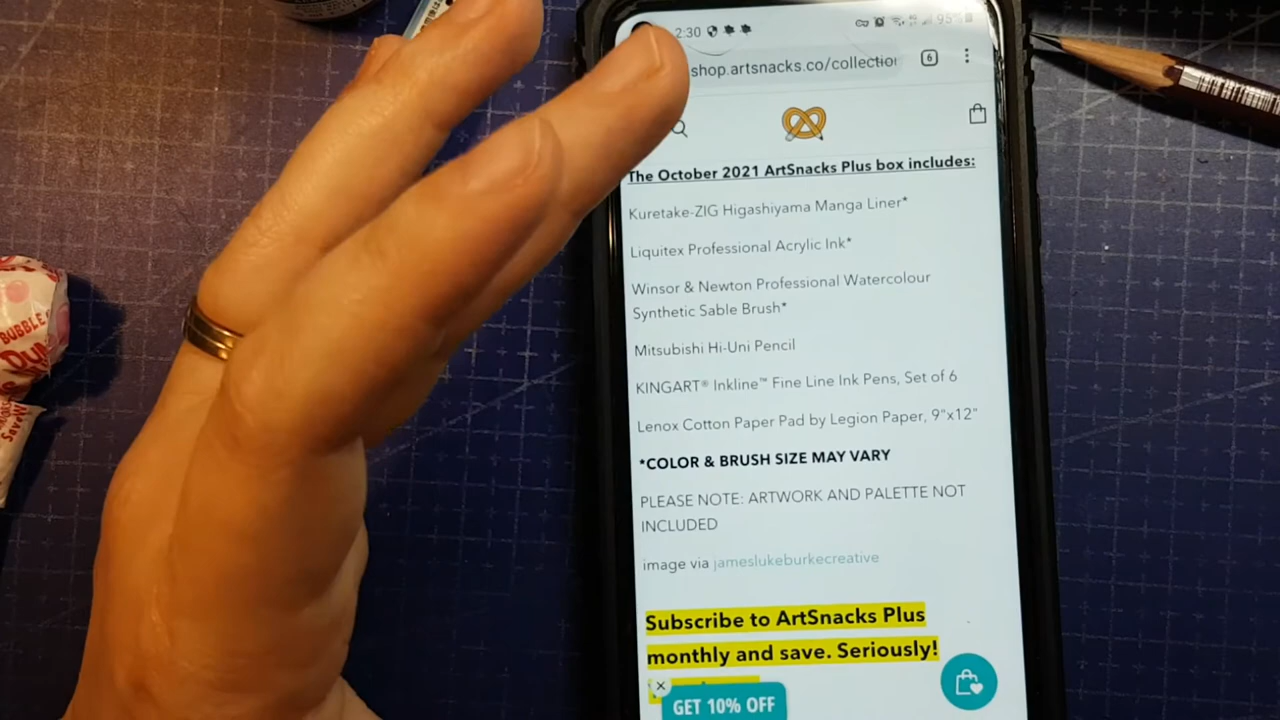 2:30
95%
shop.artsnacks.co/collection
6
The October 2021 ArtSnacks Plus box includes:
Kuretake-ZIG Higashiyama Manga Liner*
Liquitex Professional Acrylic Ink*
Winsor & Newton Professional Watercolour
Synthetic Sable Brush*
Mitsubishi Hi-Uni Pencil
KINGART® Inkline™ Fine Line Ink Pens, Set of 6
Lenox Cotton Paper Pad by Legion Paper, 9"x12"
*COLOR & BRUSH SIZE MAY VARY
PLEASE NOTE: ARTWORK AND PALETTE NOT
INCLUDED
image via jameslukeburkecreative
Subscribe to ArtSnacks Plus
monthly and save. Seriously!
GET 10% OFF
BUBBLE